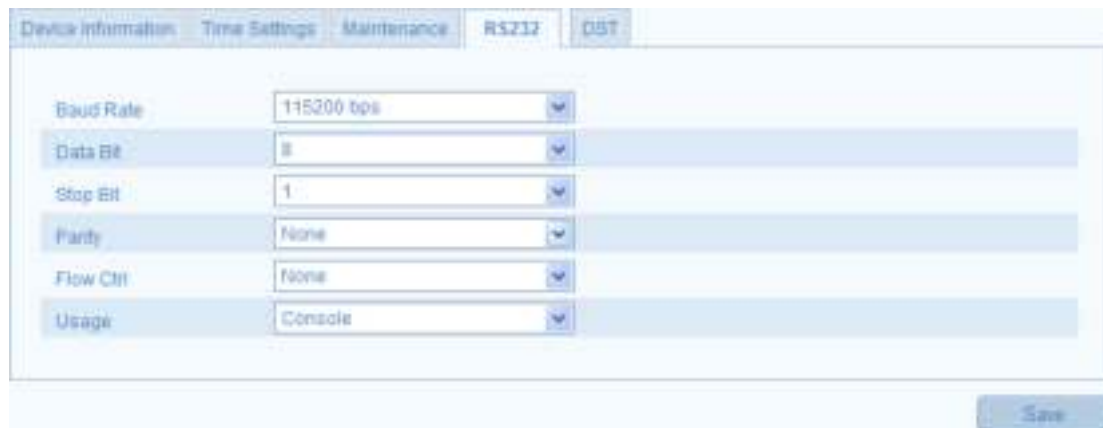 Device Information Time Settings Maintenance RS232 DST
Baud Rate 115200 bps
Data Bit 8
Stop Bit 1
Parity None
Flow Ctrl None
Usage Console
Save